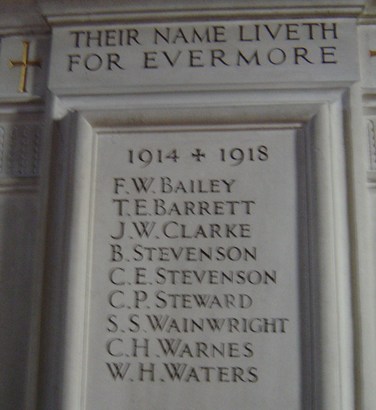 THEIR NAME LIVETH
FOR EVERMORE
1914 + 1918
F.W. BAILEY
T.E. BARRETT
J.W. CLARKE
B. STEVENSON
C.E. STEVENSON
C.P. STEWARD
S.S. WAINWRIGHT
C.H. WARNES
W.H. WATERS